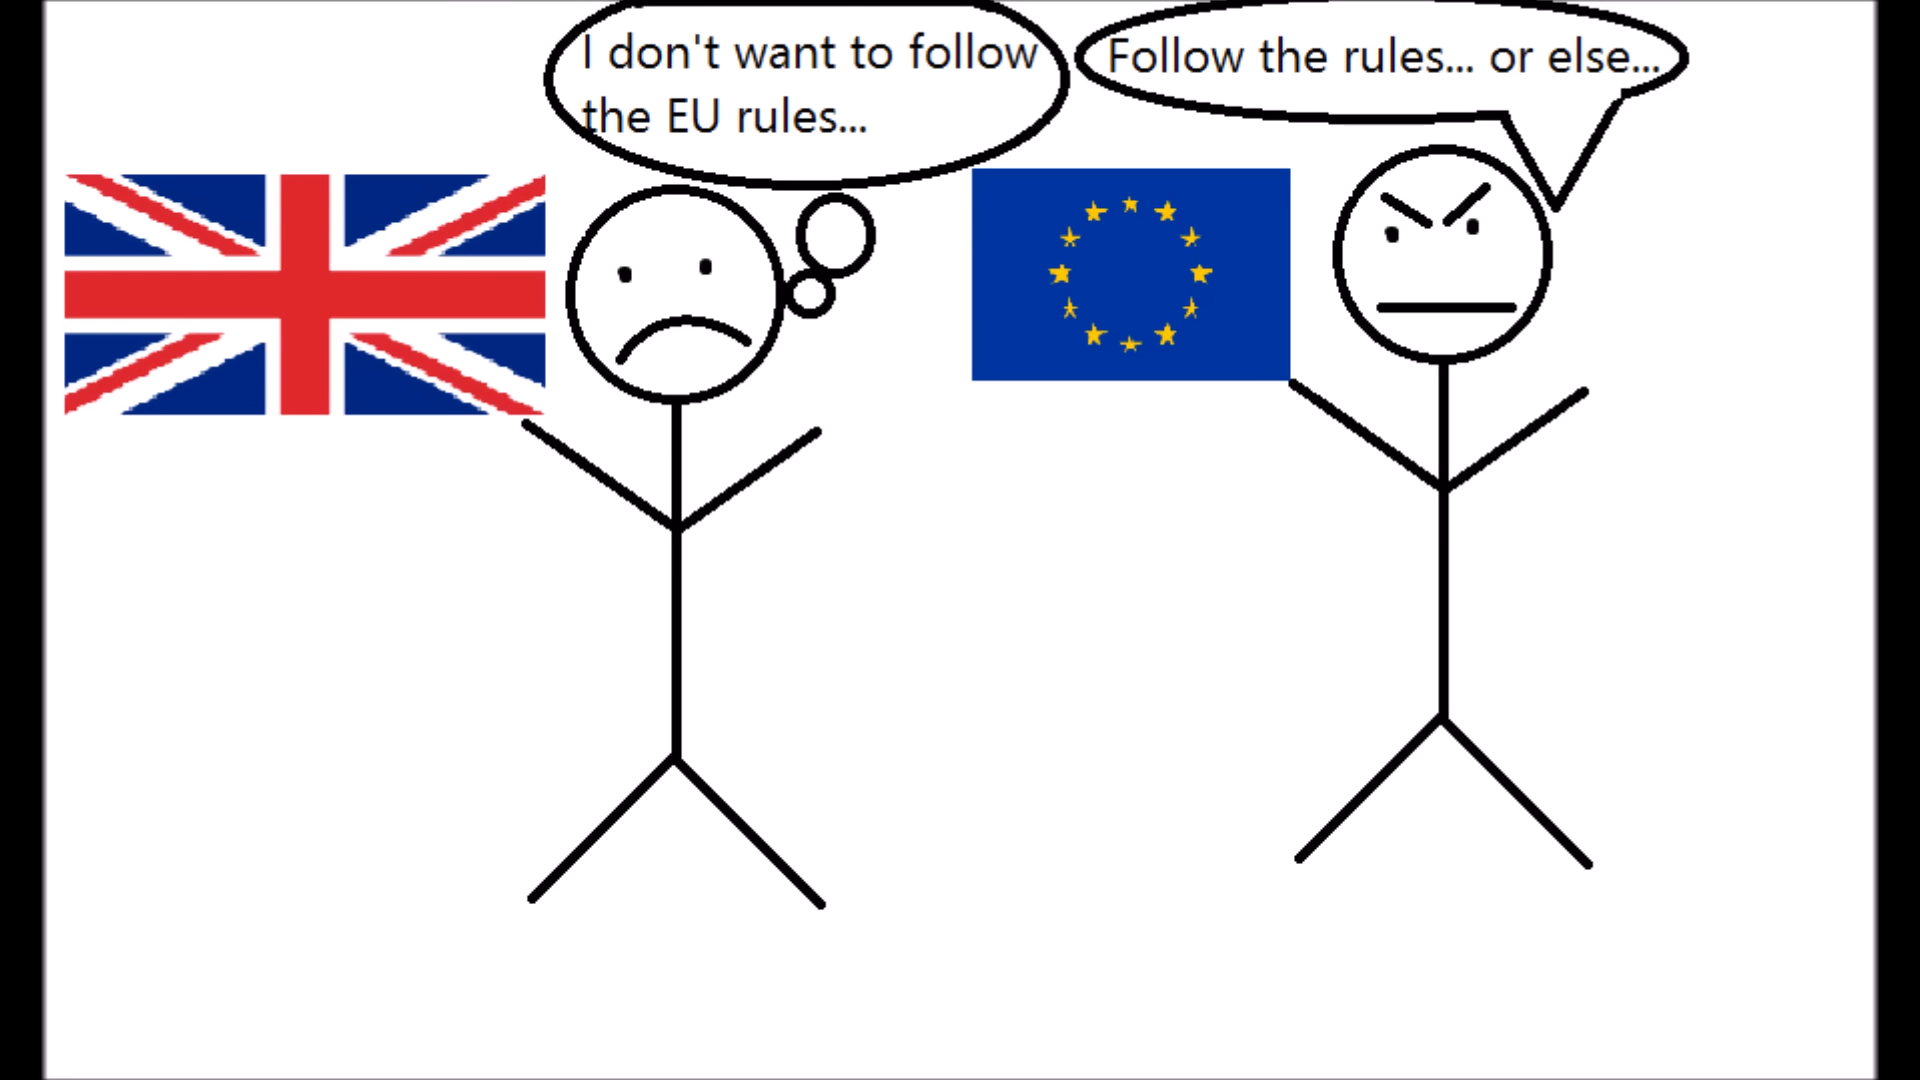 I don't want to follow
the EU rules...
Follow the rules... or else...